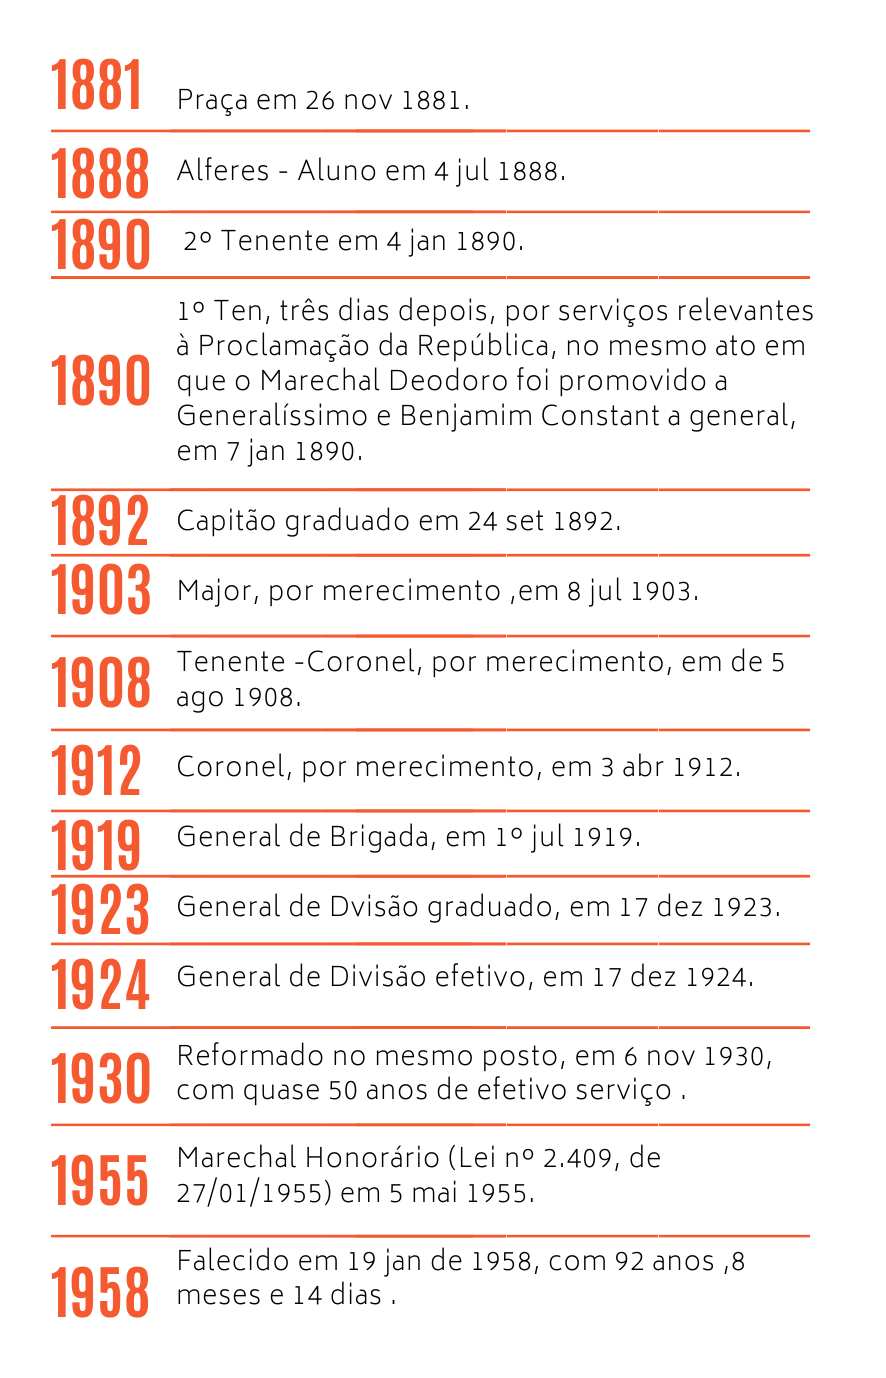 1881
Praça em 26 nov 1881.
1888
Alferes - Aluno em 4 jul 1888.
1890
2º Tenente em 4 jan 1890.
1890
1º Ten, três dias depois, por serviços relevantes
à Proclamação da República, no mesmo ato em
que o Marechal Deodoro foi promovido a
Generalíssimo e Benjamim Constant a general,
em 7 jan 1890.
1892
Capitão graduado em 24 set 1892.
1903
Major, por merecimento ,em 8 jul 1903.
1908
Tenente -Coronel, por merecimento, em de 5
ago 1908.
1912
Coronel, por merecimento, em 3 abr 1912.
1919
General de Brigada, em 1º jul 1919.
1923
General de Dvisão graduado, em 17 dez 1923.
1924
General de Divisão efetivo, em 17 dez 1924.
1930
Reformado no mesmo posto, em 6 nov 1930,
com quase 50 anos de efetivo serviço .
1955
Marechal Honorário (Lei nº 2.409, de
27/01/1955) em 5 mai 1955.
1958
Falecido em 19 jan de 1958, com 92 anos ,8
meses e 14 dias .